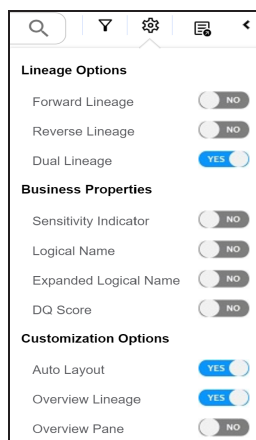 Lineage Options
Forward Lineage NO
Reverse Lineage NO
Dual Lineage YES
Business Properties
Sensitivity Indicator NO
Logical Name NO
Expanded Logical Name NO
DQ Score NO
Customization Options
Auto Layout YES
Overview Lineage YES
Overview Pane NO